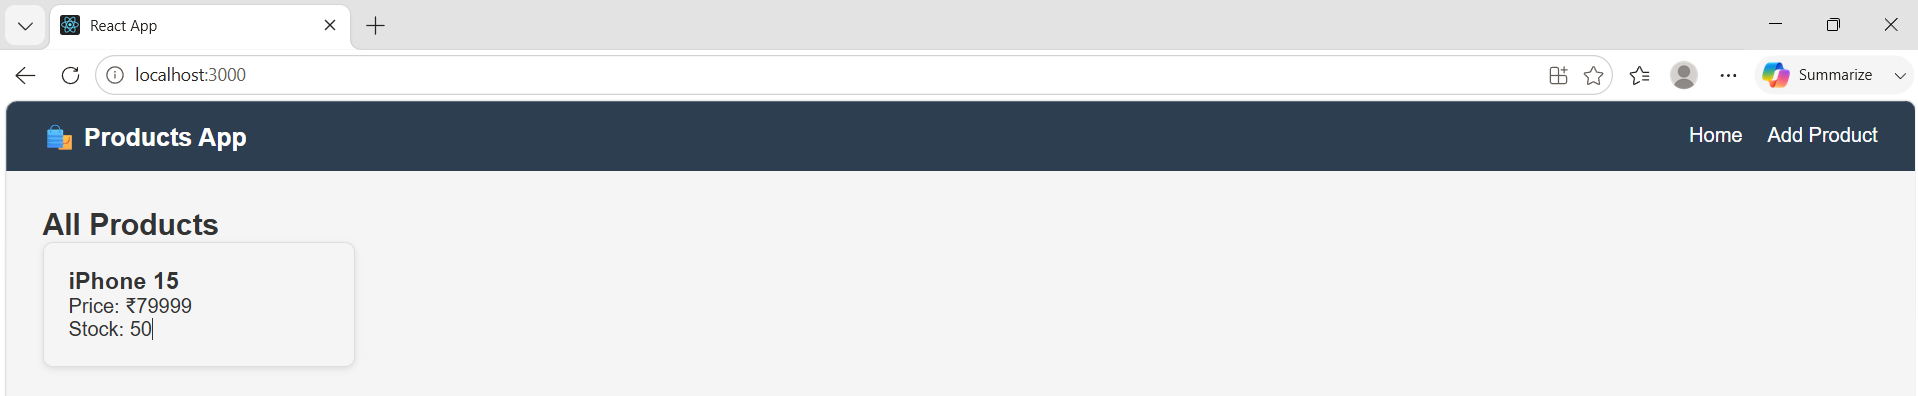 React App
localhost:3000
Summarize
Products App
Home
Add Product
All Products
iPhone 15
Price: ₹79999
Stock: 50